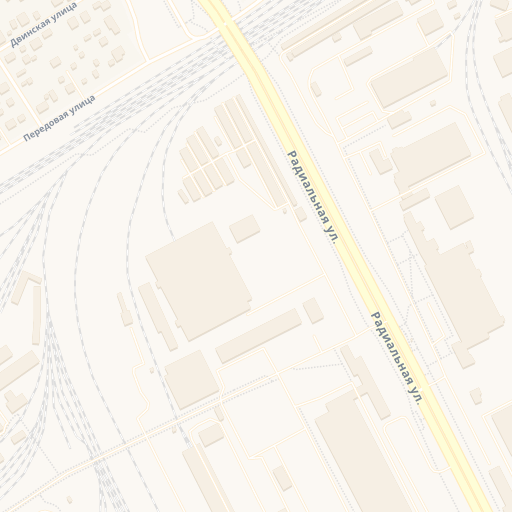 Двинская улица
Передовая улица
Радиальная ул.
Радиальная ул.